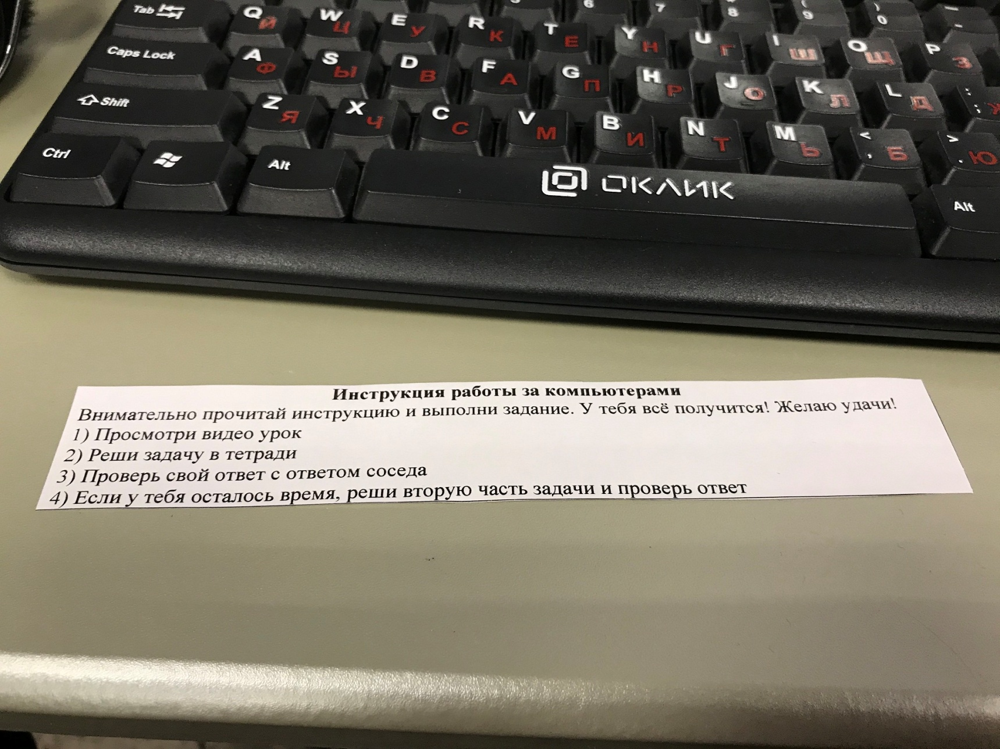 6 7 8 ( 9 ) 0 _ -
Tab Q Й W Ц E У R К T Е Y Н U Г I Ш O Щ P З
Caps Lock A Ф S Ы D В F А G П H Р J О K Л L Д : ; Ж
Shift Z Я X Ч C С V М B И N Т M Ь < , Б > . Ю
Ctrl Alt ОКЛИК Alt
Инструкция работы за компьютерами
Внимательно прочитай инструкцию и выполни задание. У тебя всё получится! Желаю удачи!
1) Просмотри видео урок
2) Реши задачу в тетради
3) Проверь свой ответ с ответом соседа
4) Если у тебя осталось время, реши вторую часть задачи и проверь ответ